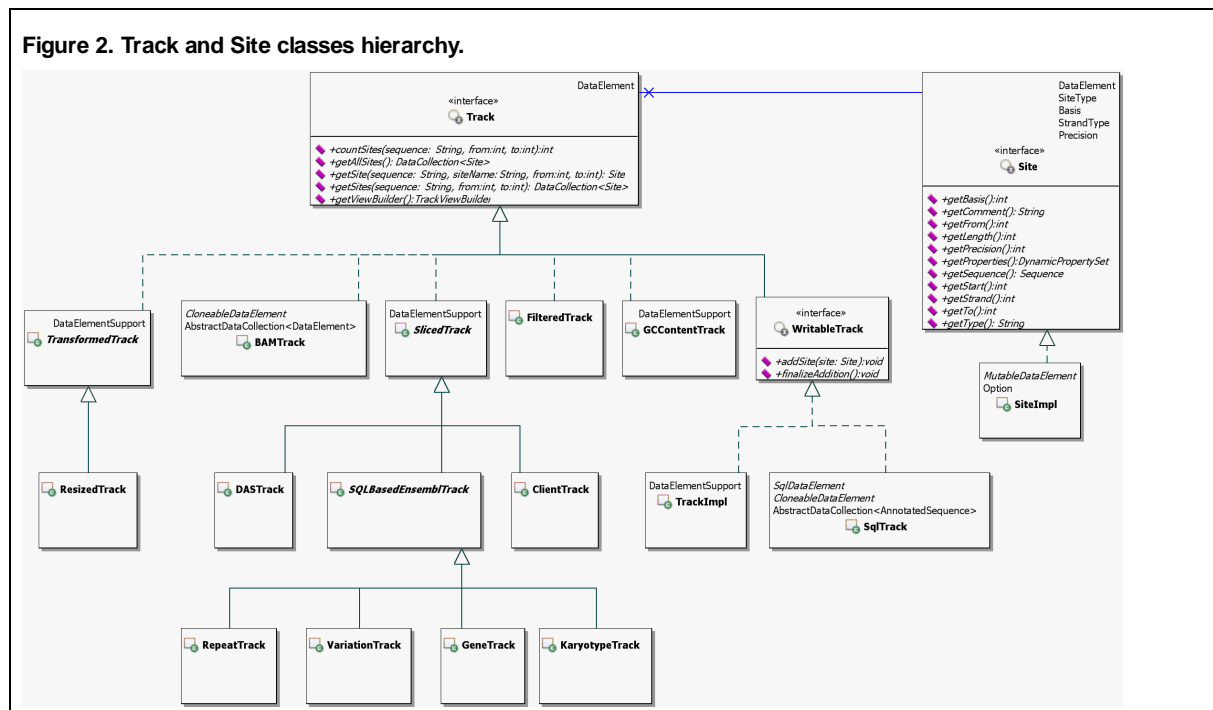 Figure 2. Track and Site classes hierarchy.
DataElement
«interface»
Track
+countSites(sequence: String, from:int, to:int):int
+getAllSites(): DataCollection<Site>
+getSite(sequence: String, siteName: String, from:int, to:int): Site
+getSites(sequence: String, from:int, to:int): DataCollection<Site>
+getViewBuilder():TrackViewBuilder
DataElement
SiteType
Basis
StrandType
Precision
«interface»
Site
+getBasis():int
+getComment(): String
+getFrom():int
+getLength():int
+getPrecision():int
+getProperties():DynamicPropertySet
+getSequence(): Sequence
+getStart():int
+getStrand():int
+getTo():int
+getType(): String
DataElementSupport
TransformedTrack
CloneableDataElement
AbstractDataCollection<DataElement>
BAMTrack
DataElementSupport
SlicedTrack
FilteredTrack
DataElementSupport
GCContentTrack
«interface»
WritableTrack
+addSite(site: Site):void
+finalizeAddition():void
MutableDataElement
Option
SiteImpl
ResizedTrack
DASTrack
SQLBasedEnsemblTrack
ClientTrack
DataElementSupport
TrackImpl
SqlDataElement
CloneableDataElement
AbstractDataCollection<AnnotatedSequence>
SqlTrack
RepeatTrack
VariationTrack
GeneTrack
KaryotypeTrack